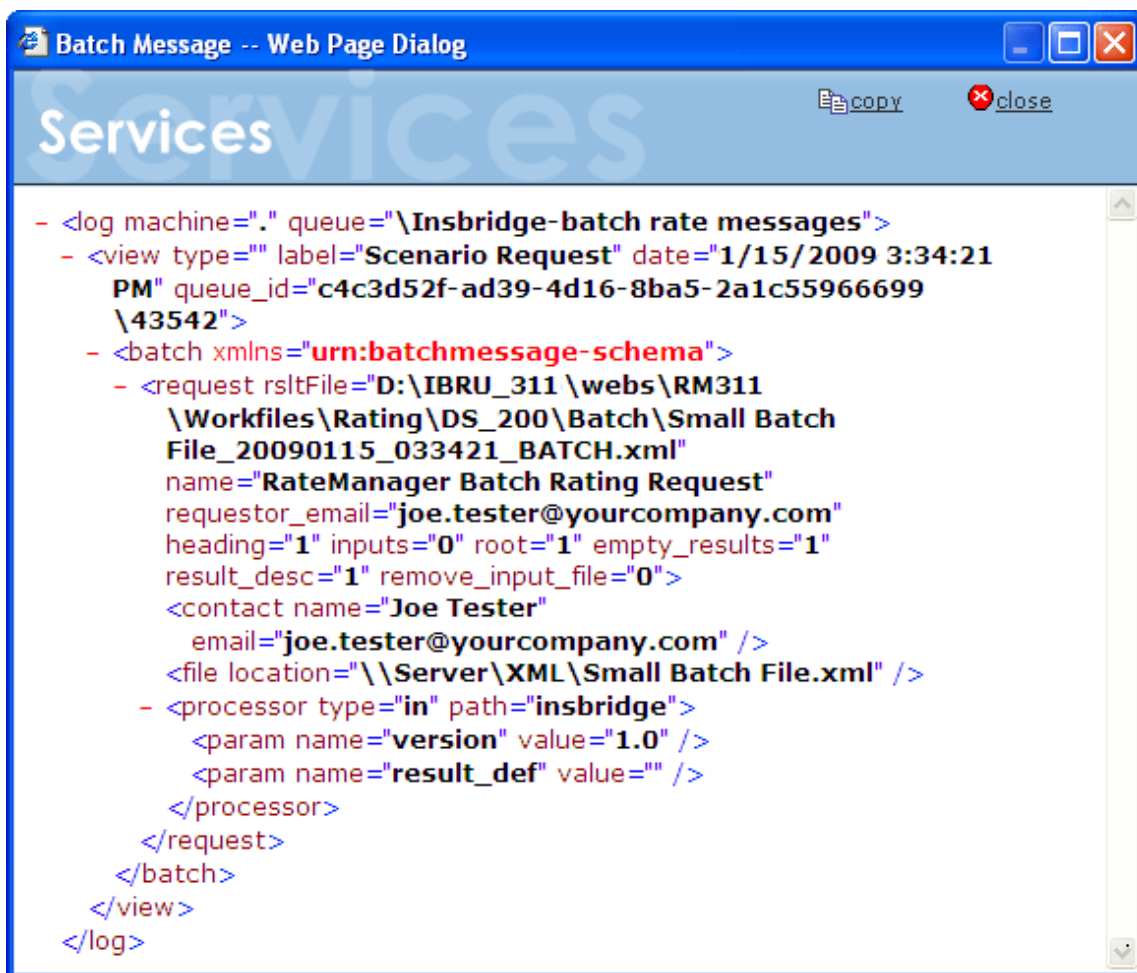 Batch Message -- Web Page Dialog
Services
Services
copy
close
- <log machine="." queue="\Insbridge-batch rate messages">
- <view type="" label="Scenario Request" date="1/15/2009 3:34:21
PM" queue_id="c4c3d52f-ad39-4d16-8ba5-2a1c55966699
\43542">
- <batch xmlns="urn:batchmessage-schema">
- <request rsltFile="D:\IBRU_311\webs\RM311
\Workfiles\Rating\DS_200\Batch\Small Batch
File_20090115_033421_BATCH.xml"
name="RateManager Batch Rating Request"
requestor_email="joe.tester@yourcompany.com"
heading="1" inputs="0" root="1" empty_results="1"
result_desc="1" remove_input_file="0">
<contact name="Joe Tester"
email="joe.tester@yourcompany.com" />
<file location="\\Server\XML\Small Batch File.xml" />
- <processor type="in" path="insbridge">
<param name="version" value="1.0" />
<param name="result_def" value="" />
</processor>
</request>
</batch>
</view>
</log>